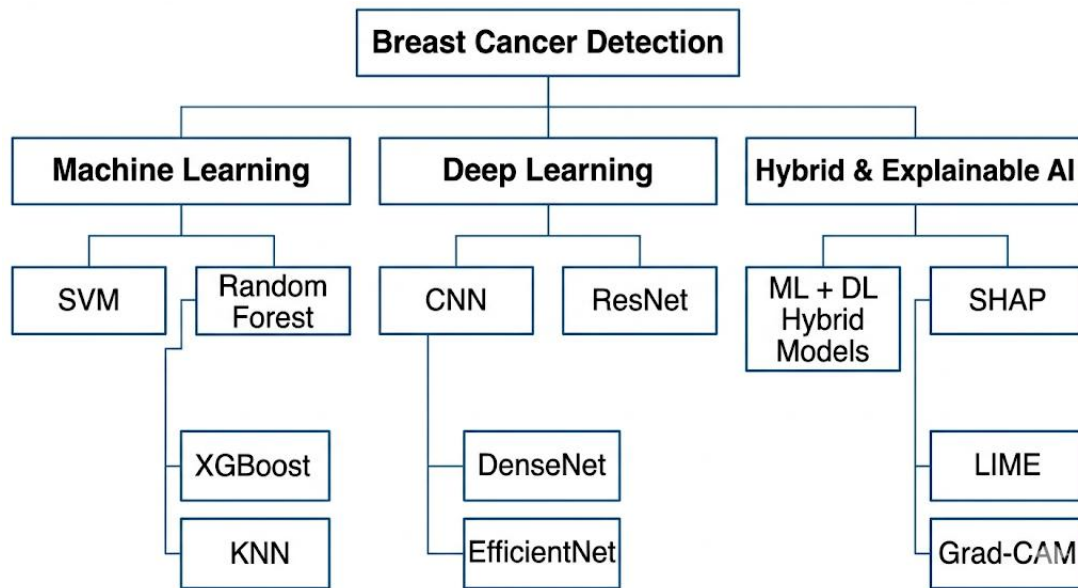 Breast Cancer Detection
Machine Learning
Deep Learning
Hybrid & Explainable AI
SVM
Random
Forest
CNN
ResNet
ML + DL
Hybrid
Models
SHAP
XGBoost
DenseNet
LIME
KNN
EfficientNet
Grad-CAM